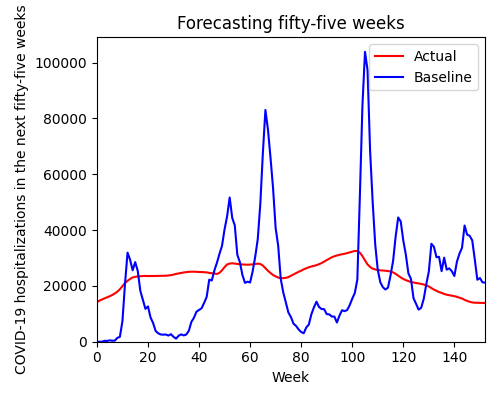 Forecasting fifty-five weeks
COVID-19 hospitalizations in the next fifty-five weeks
100000
80000
60000
40000
20000
0
Actual
Baseline
0 20 40 60 80 100 120 140
Week